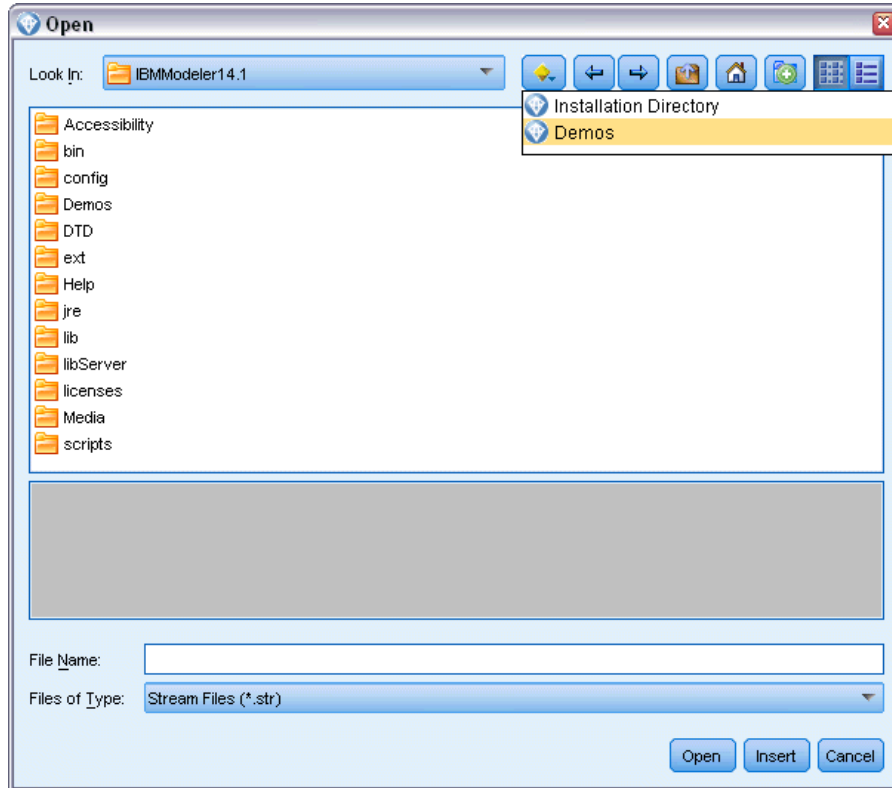 Open
Look In: IBMModeler14.1
Installation Directory
Demos
Accessibility
bin
config
Demos
DTD
ext
Help
jre
lib
libServer
licenses
Media
scripts
File Name:
Files of Type: Stream Files (*.str)
Open Insert Cancel